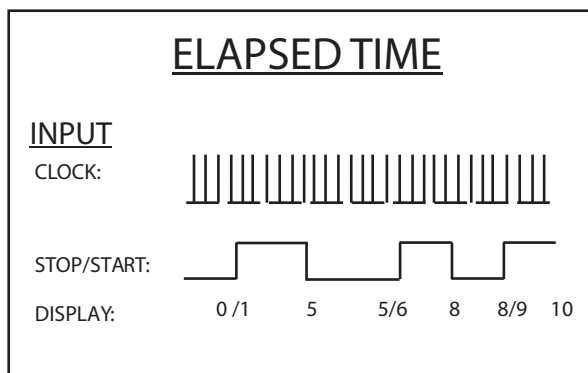 ELAPSED TIME
INPUT
CLOCK:
STOP/START:
DISPLAY: 0 /1 5 5/6 8 8/9 10